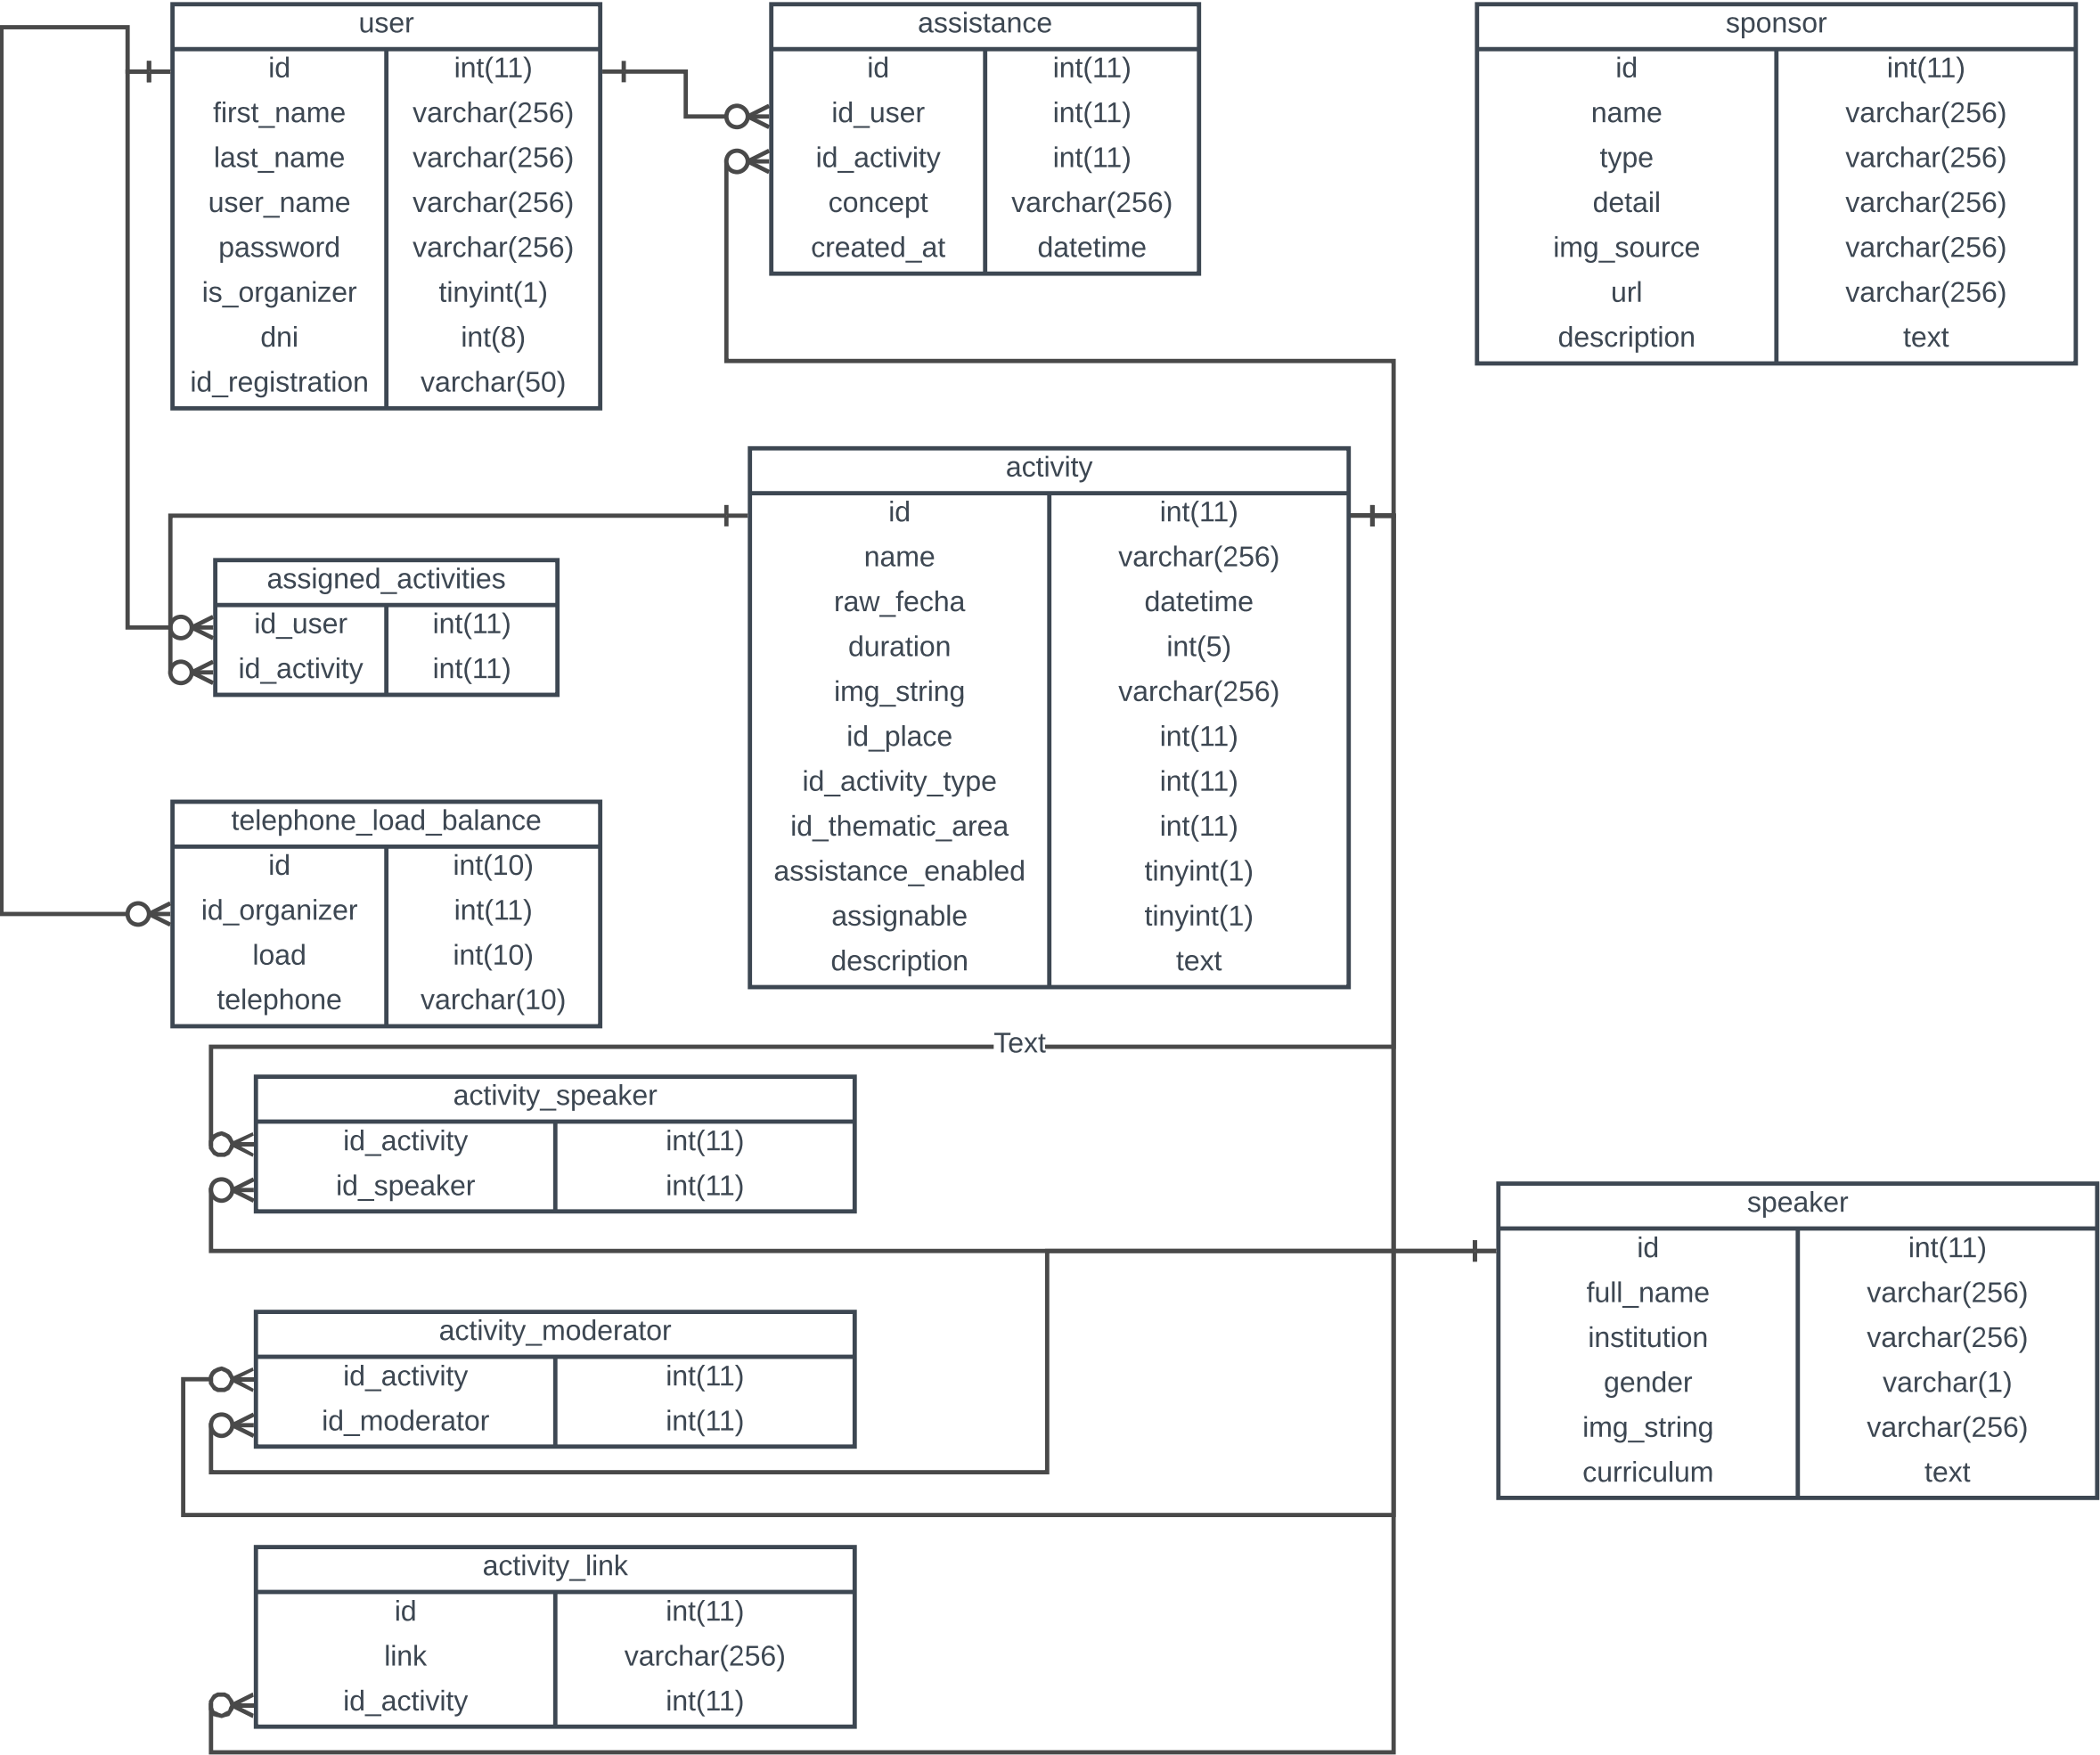 user
id int(11)
first_name varchar(256)
last_name varchar(256)
user_name varchar(256)
password varchar(256)
is_organizer tinyint(1)
dni int(8)
id_registration varchar(50)
assistance
id int(11)
id_user int(11)
id_activity int(11)
concept varchar(256)
created_at datetime
sponsor
id int(11)
name varchar(256)
type varchar(256)
detail varchar(256)
img_source varchar(256)
url varchar(256)
description text
activity
id int(11)
name varchar(256)
raw_fecha datetime
duration int(5)
img_string varchar(256)
id_place int(11)
id_activity_type int(11)
id_thematic_area int(11)
assistance_enabled tinyint(1)
assignable tinyint(1)
description text
assigned_activities
id_user int(11)
id_activity int(11)
telephone_load_balance
id int(10)
id_organizer int(11)
load int(10)
telephone varchar(10)
Text
activity_speaker
id_activity int(11)
id_speaker int(11)
speaker
id int(11)
full_name varchar(256)
institution varchar(256)
gender varchar(1)
img_string varchar(256)
curriculum text
activity_moderator
id_activity int(11)
id_moderator int(11)
activity_link
id int(11)
link varchar(256)
id_activity int(11)